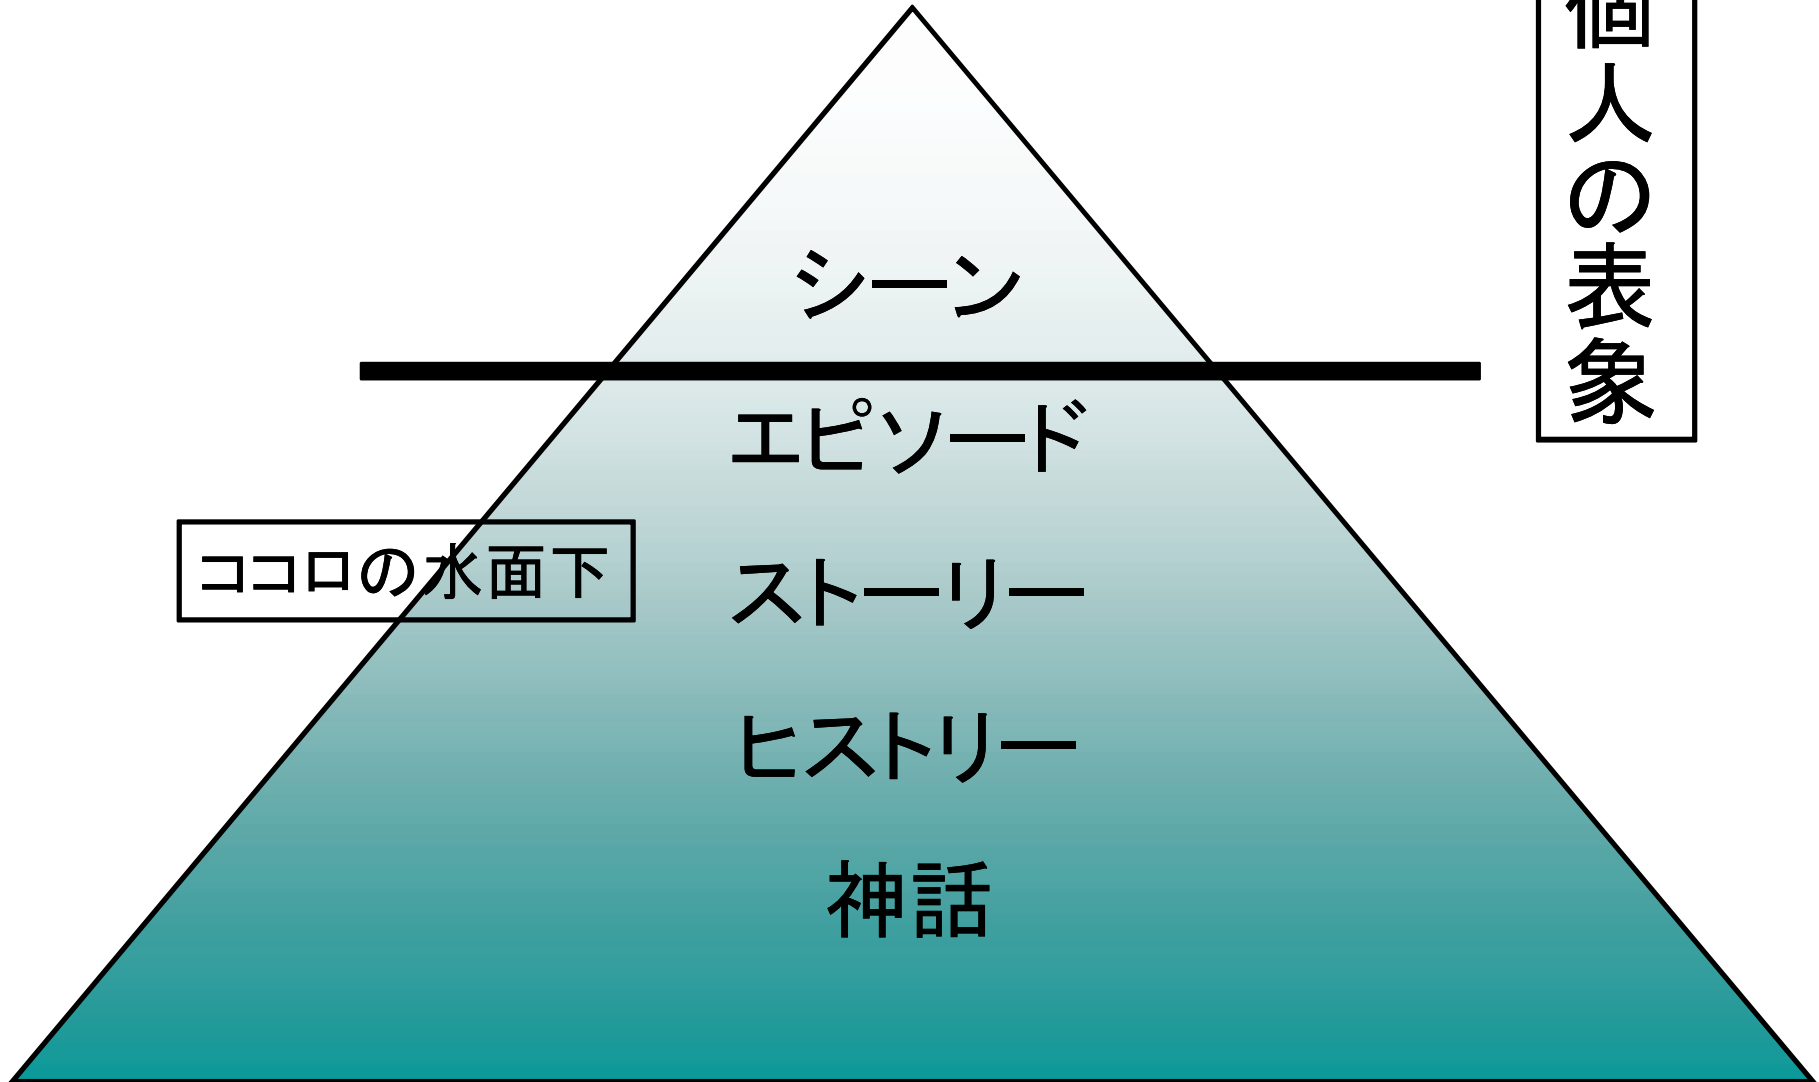 個人の表象
シーン
エピソード
ココロの水面下
ストーリー
ヒストリー
神話